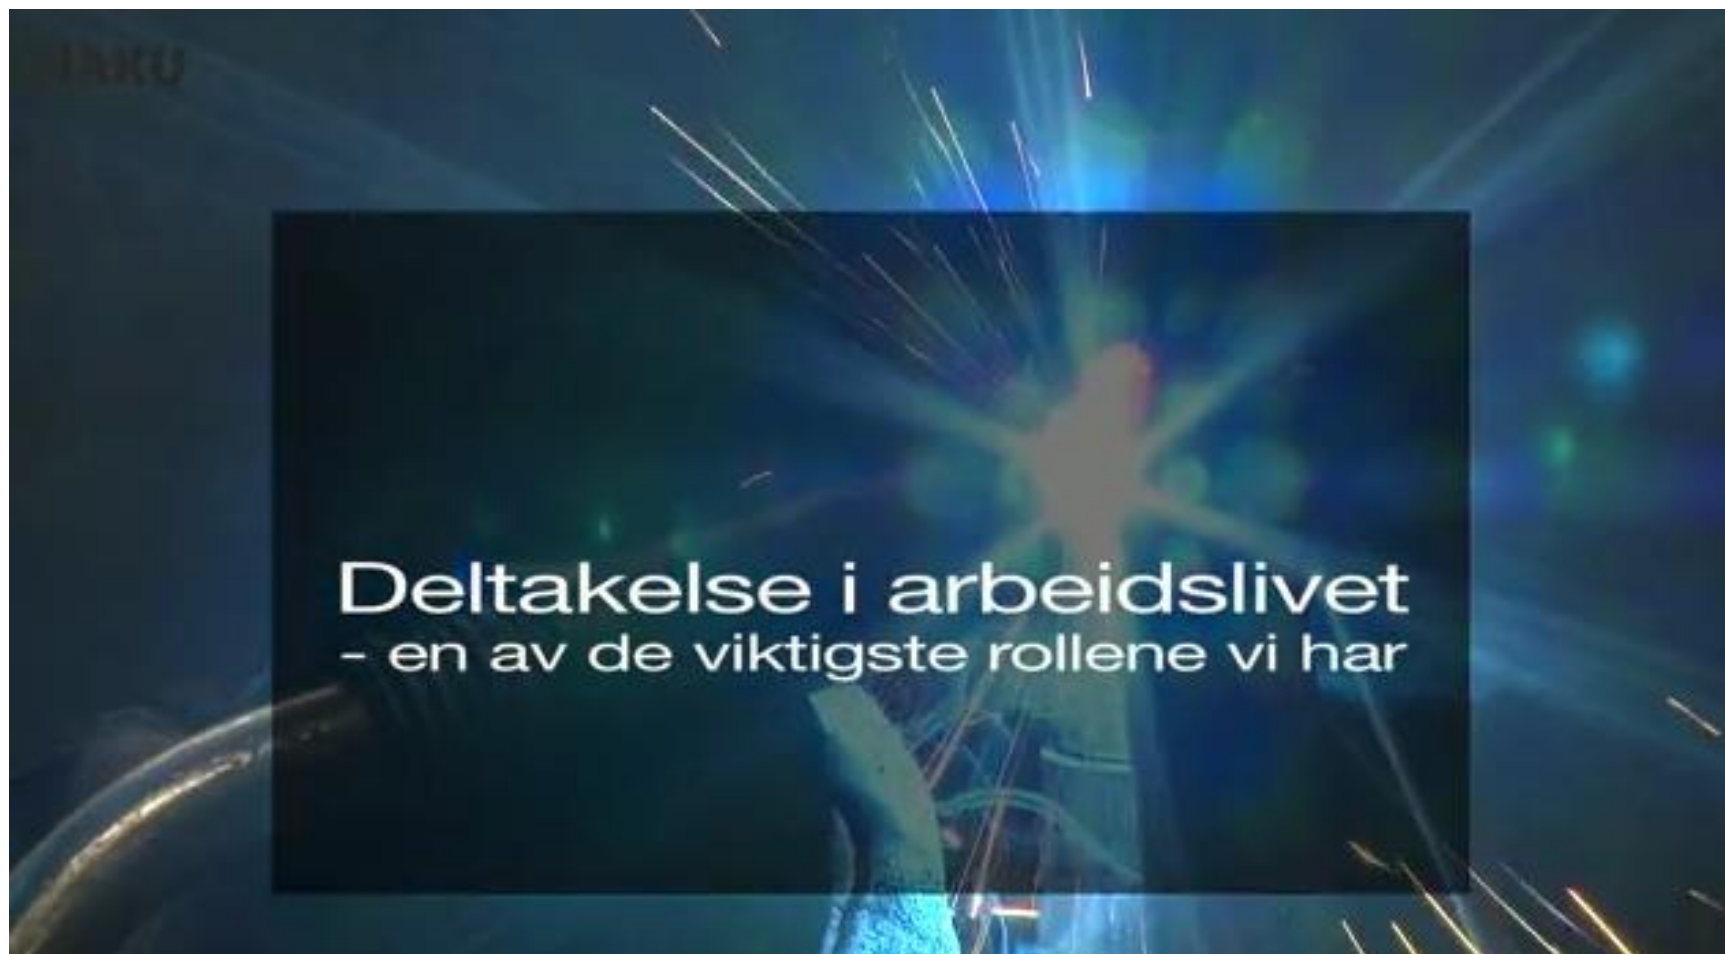 Deltakelse i arbeidslivet
- en av de viktigste rollene vi har